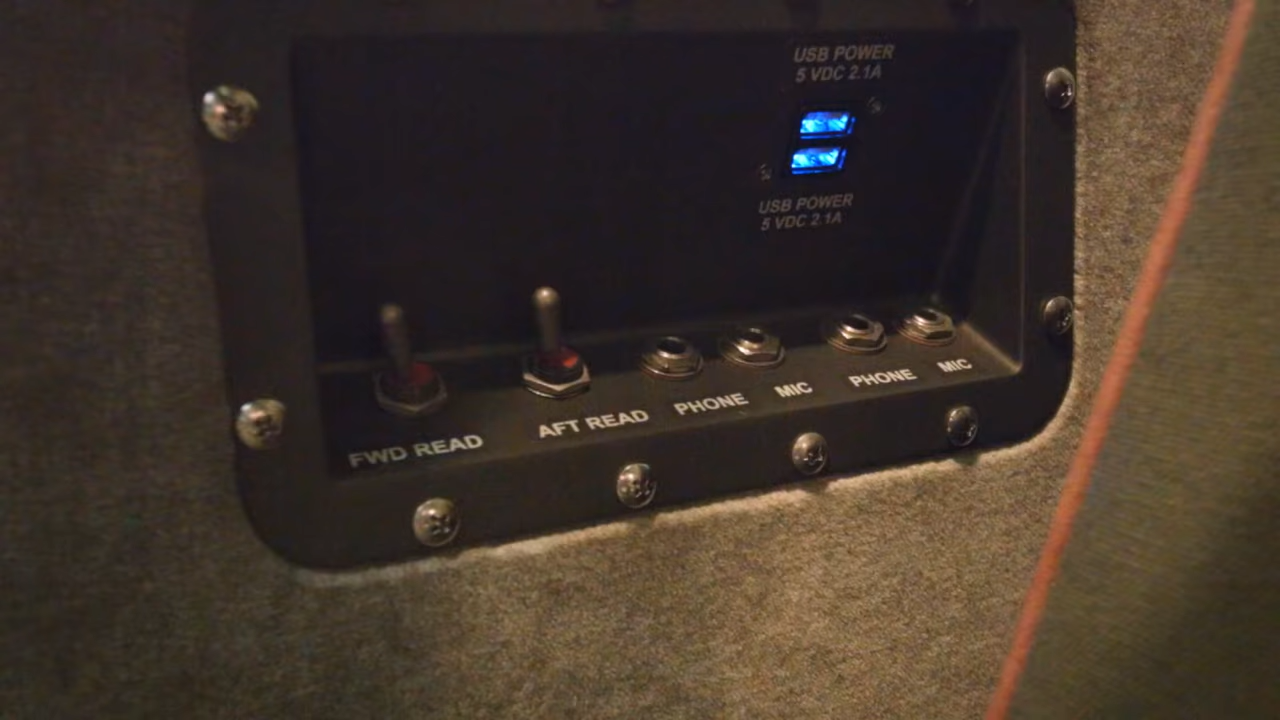 USB POWER
5 VDC 2.1A
USB POWER
5 VDC 2.1A
FWD READ
AFT READ
PHONE
MIC
PHONE
MIC